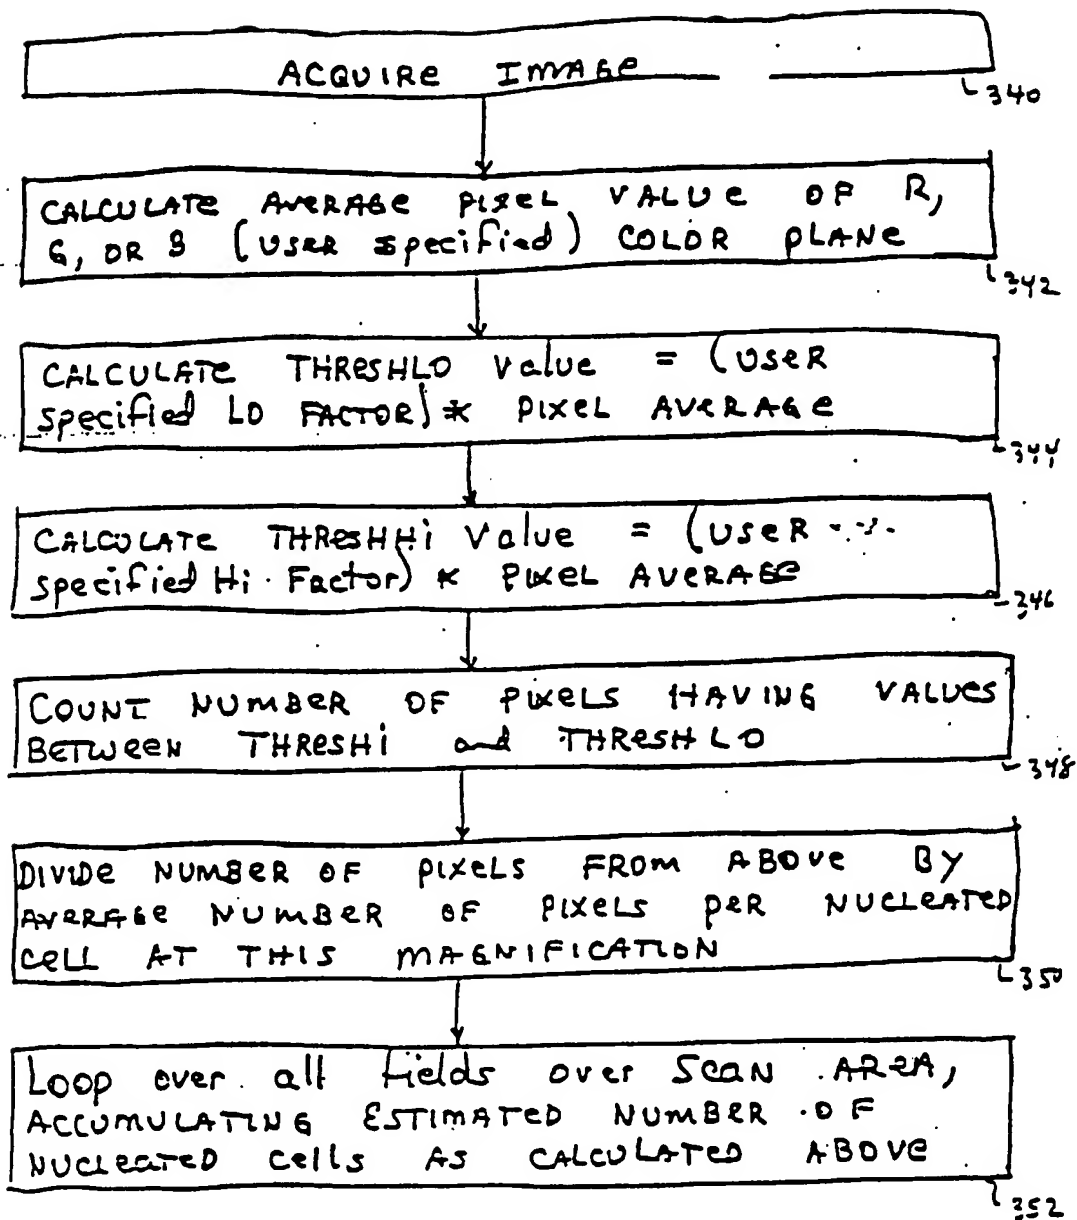 ACQUIRE IMAGE
340
CALCULATE AVERAGE PIXEL VALUE OF R,
G, OR B (USER specified) COLOR PLANE
342
CALCULATE THRESHLO Value = (USER
specified LO FACTOR) * PIXEL AVERAGE
344
CALCULATE THRESHHi Value = (USER
specified Hi Factor) * PIXEL AVERAGE
346
COUNT NUMBER OF PIXELS HAVING VALUES
BETWEEN THRESHi and THRESHLO
348
DIVIDE NUMBER OF PIXELS FROM ABOVE BY
AVERAGE NUMBER OF PIXELS PER NUCLEATED
CELL AT THIS MAGNIFICATION
350
Loop over all fields over Scan AREA,
ACCUMULATING ESTIMATED NUMBER OF
NUCLEATED cells AS CALCULATED ABOVE
352